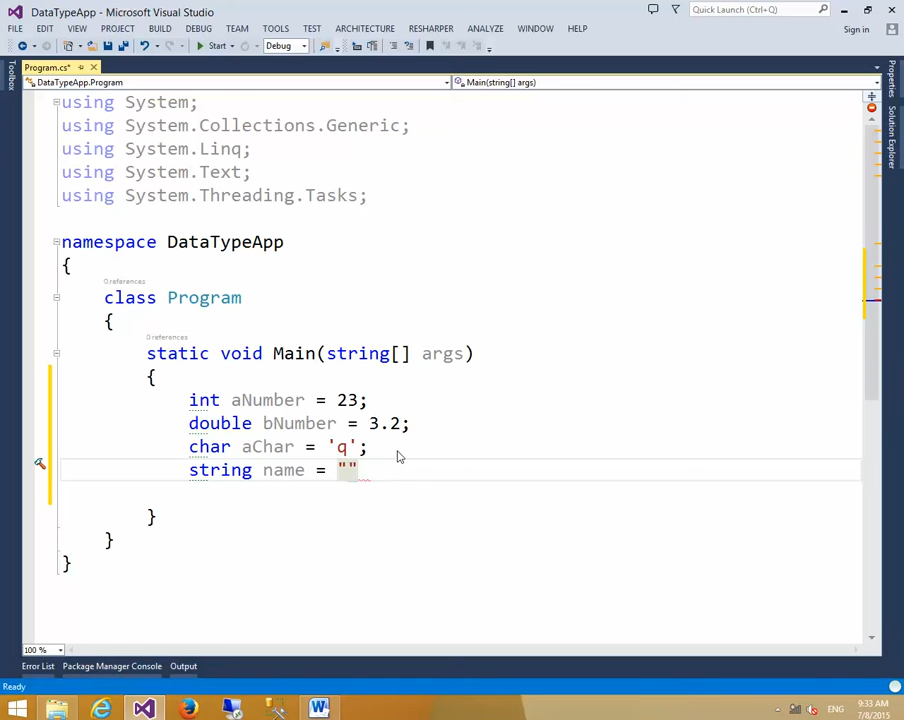 DataTypeApp - Microsoft Visual Studio
Quick Launch (Ctrl+Q)
FILE EDIT VIEW PROJECT BUILD DEBUG TEAM TOOLS TEST ARCHITECTURE RESHARPER ANALYZE WINDOW HELP
Sign in
Start Debug
Toolbox
Program.cs*
DataTypeApp.Program
Main(string[] args)
Properties
Solution Explorer
using System;
using System.Collections.Generic;
using System.Linq;
using System.Text;
using System.Threading.Tasks;
namespace DataTypeApp
{
0 references
class Program
{
0 references
static void Main(string[] args)
{
int aNumber = 23;
double bNumber = 3.2;
char aChar = 'q';
string name = ""
}
}
}
100 %
Error List Package Manager Console Output
Ready
ENG
9:33 AM
7/8/2015